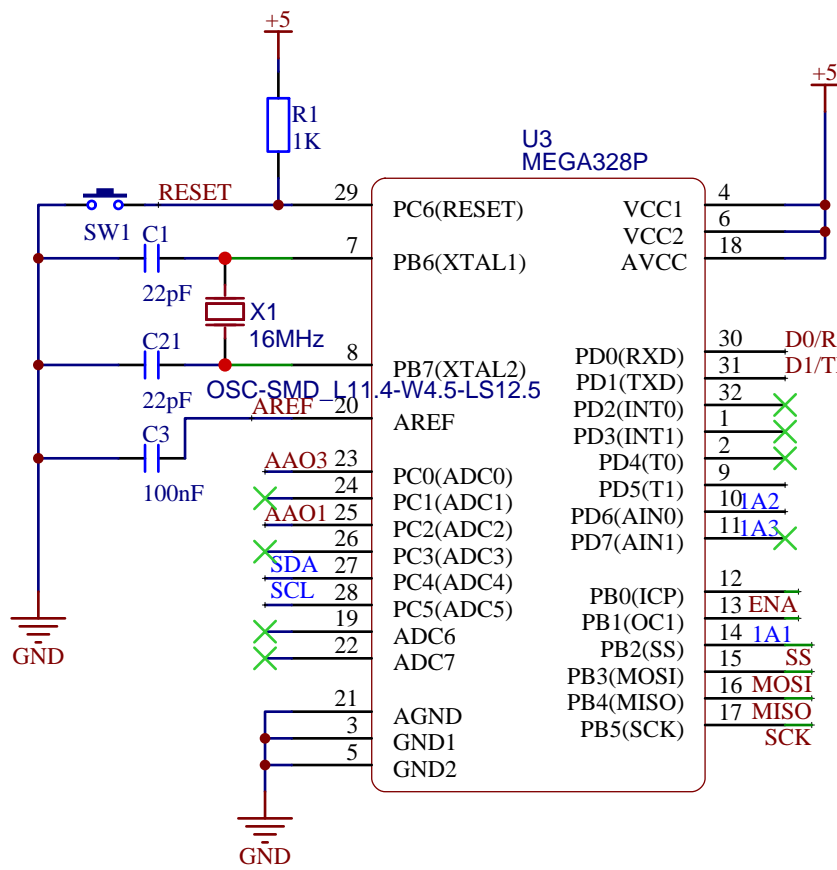 +5
+5
R1
1K
U3
MEGA328P
RESET
SW1
29
PC6(RESET)
C1
22pF
7
PB6(XTAL1)
X1
16MHz
C21
22pF
8
PB7(XTAL2)
OSC-SMD_L11.4-W4.5-LS12.5
AREF
20
AREF
C3
100nF
AAO3
23
PC0(ADC0)
24
PC1(ADC1)
AAO1
25
PC2(ADC2)
26
PC3(ADC3)
SDA
27
PC4(ADC4)
SCL
28
PC5(ADC5)
19
ADC6
22
ADC7
21
AGND
3
GND1
5
GND2
GND
GND
4
VCC1
6
VCC2
18
AVCC
30
PD0(RXD)
D0/R
31
PD1(TXD)
D1/T
32
PD2(INT0)
1
PD3(INT1)
2
PD4(T0)
9
PD5(T1)
10
1A2
PD6(AIN0)
11
1A3
PD7(AIN1)
12
PB0(ICP)
13
ENA
PB1(OC1)
14
1A1
PB2(SS)
15
SS
PB3(MOSI)
16
MOSI
PB4(MISO)
17
MISO
PB5(SCK)
SCK